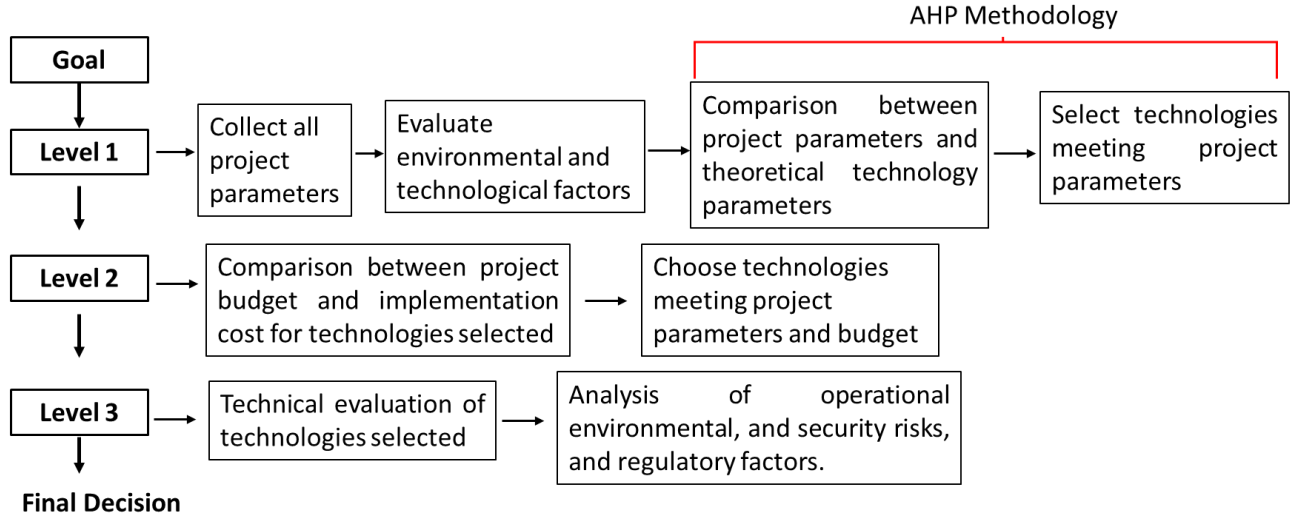 AHP Methodology
Goal
Level 1
Collect all
project
parameters
Evaluate
environmental and
technological factors
Comparison between
project parameters and
theoretical technology
parameters
Select technologies
meeting project
parameters
Level 2
Comparison between project
budget and implementation
cost for technologies selected
Choose technologies
meeting project
parameters and budget
Level 3
Technical evaluation of
technologies selected
Analysis of operational
environmental, and security risks,
and regulatory factors.
Final Decision